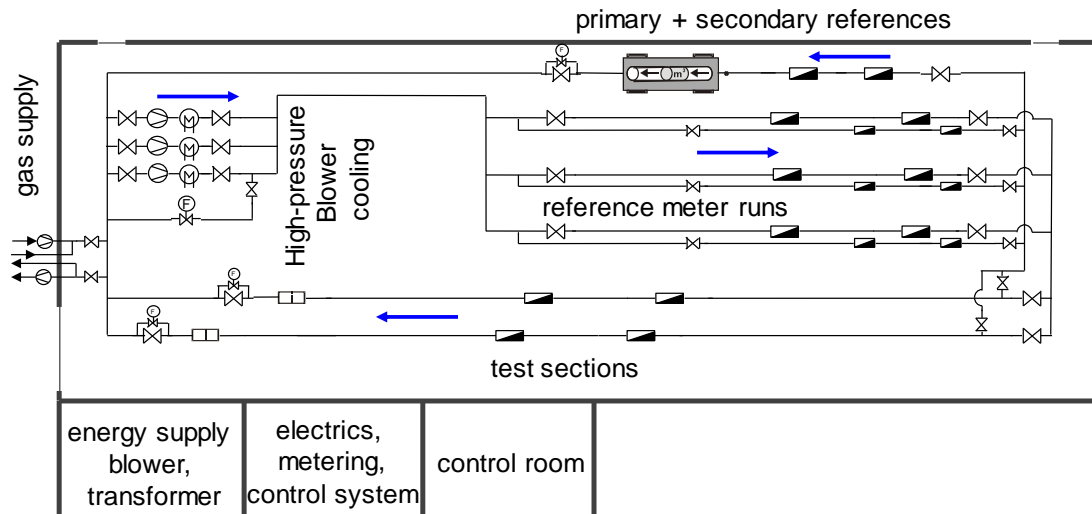 primary + secondary references
F
m³
gas supply
M
M
M
F
High-pressure
Blower
cooling
reference meter runs
F
F
test sections
energy supply
blower,
transformer
electrics,
metering,
control system
control room